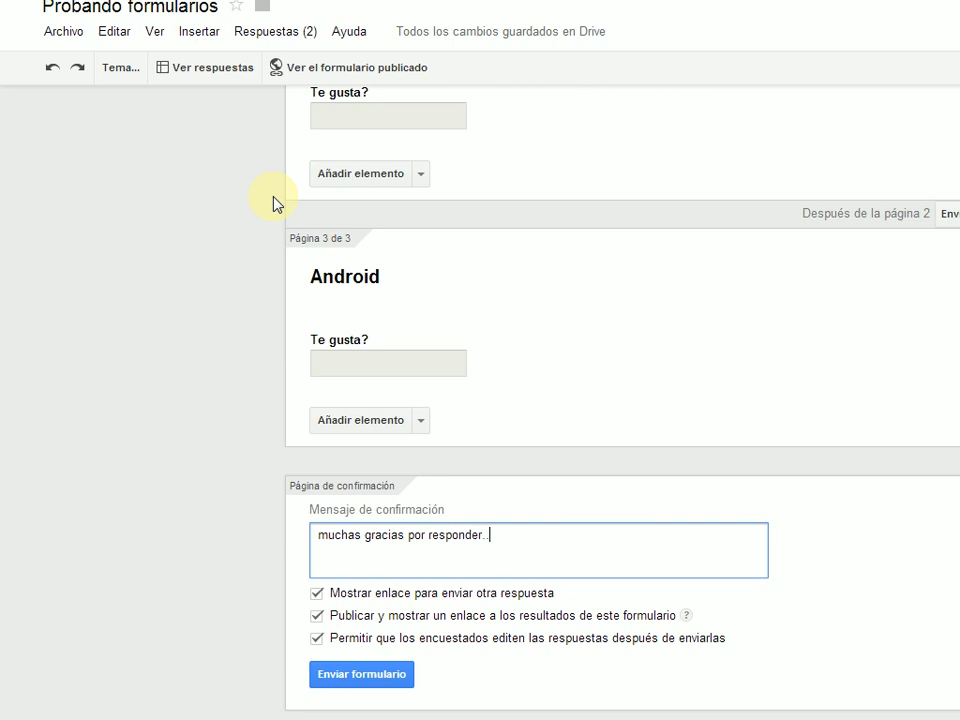 Probando formularios
Archivo Editar Ver Insertar Respuestas (2) Ayuda Todos los cambios guardados en Drive
Tema... Ver respuestas Ver el formulario publicado
Te gusta?
Añadir elemento
Después de la página 2
Página 3 de 3
Android
Te gusta?
Añadir elemento
Página de confirmación
Mensaje de confirmación
muchas gracias por responder..
Mostrar enlace para enviar otra respuesta
Publicar y mostrar un enlace a los resultados de este formulario ?
Permitir que los encuestados editen las respuestas después de enviarlas
Enviar formulario